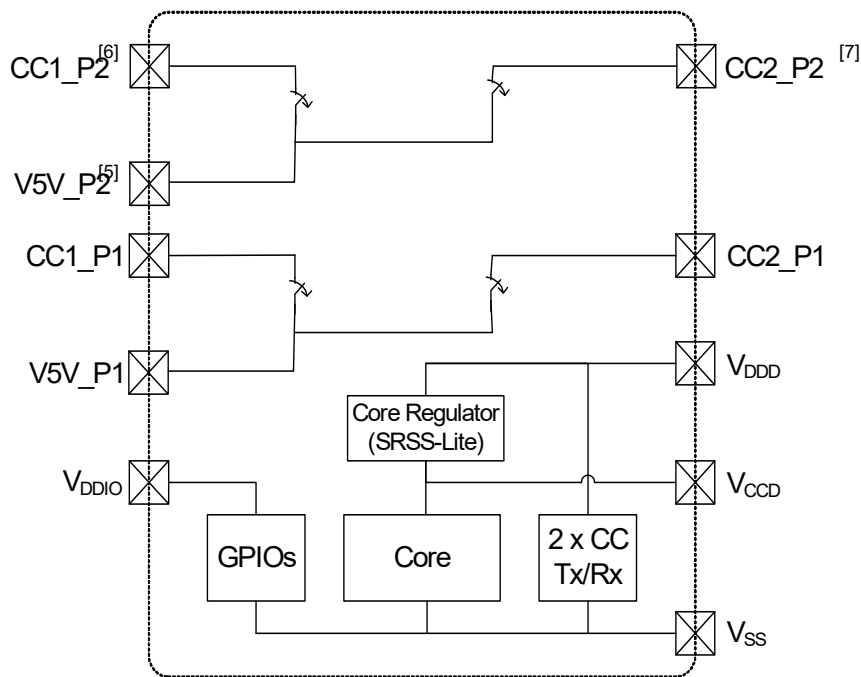 CC1_P2[6]
CC2_P2 [7]
V5V_P2[5]
CC1_P1
CC2_P1
V5V_P1
VDDD
Core Regulator
(SRSS-Lite)
VDDIO
VCCD
GPIOs
Core
2 x CC
Tx/Rx
VSS